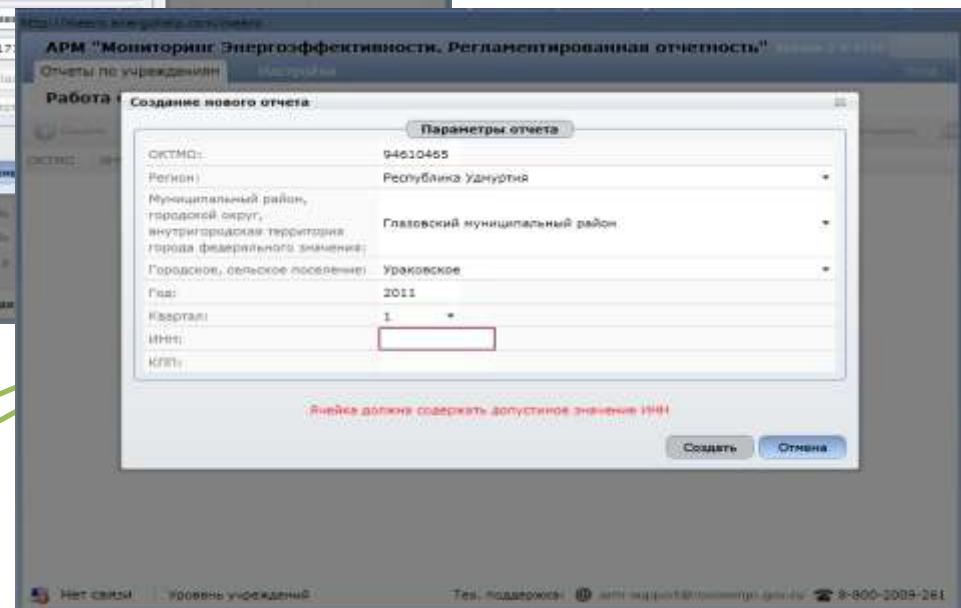 АРМ "Мониторинг Энергоэффективности. Регламентированная отчетность"
Отчеты по учреждениям Настройки
Работа
Создание нового отчета
Параметры отчета
ОКТМО: 94610465
Регион: Республика Удмуртия
Муниципальный район,
городской округ,
внутригородская территория
города федерального значения: Глазовский муниципальный район
Городское, сельское поселение: Ураковское
Год: 2011
Квартал: 1
ИНН:
КПП:
Ячейка должна содержать допустимое значение ИНН
Создать Отмена
Нет связи Уровень учреждений Тех. поддержка: 8-800-2009-261